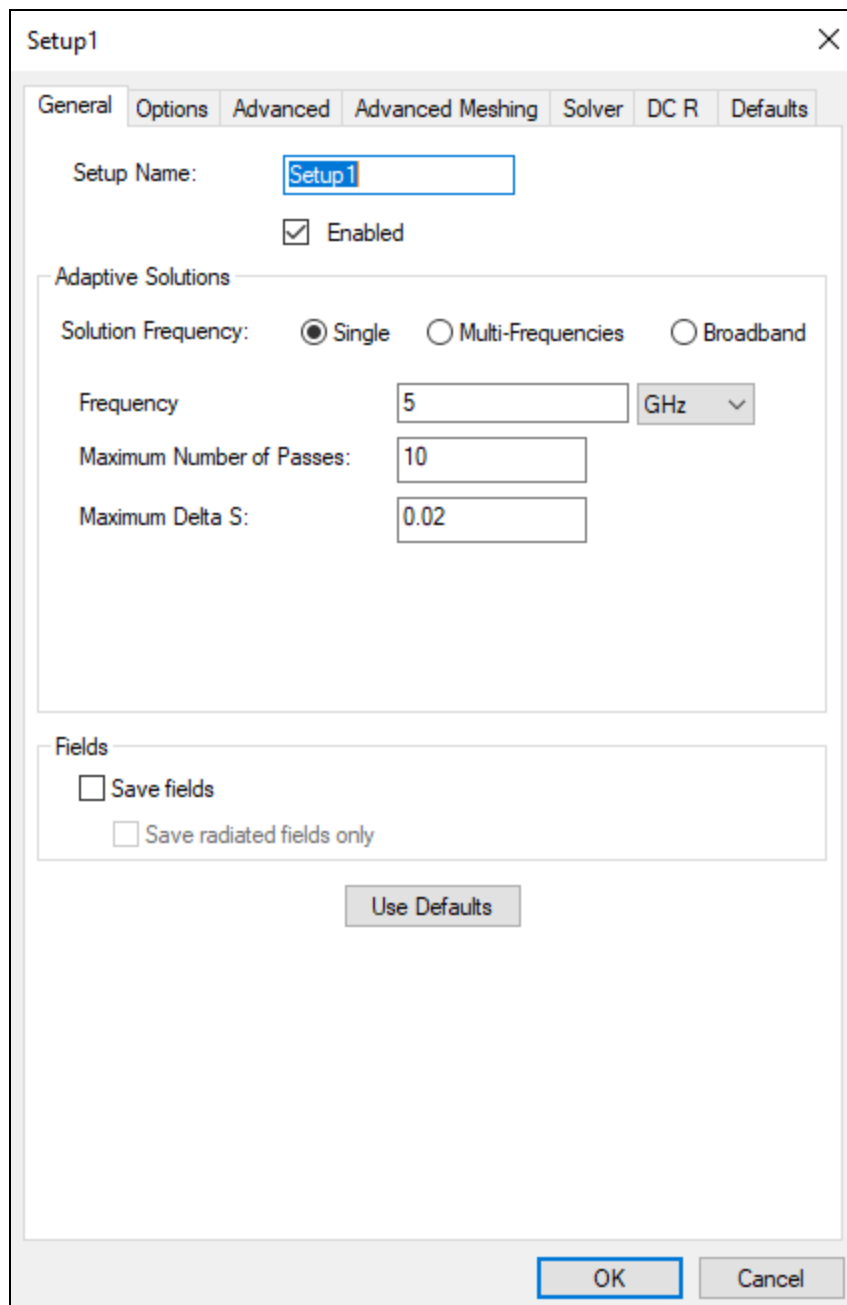 Setup1
General Options Advanced Advanced Meshing Solver DC R Defaults
Setup Name: Setup1
Enabled
Adaptive Solutions
Solution Frequency: Single Multi-Frequencies Broadband
Frequency 5 GHz
Maximum Number of Passes: 10
Maximum Delta S: 0.02
Fields
Save fields
Save radiated fields only
Use Defaults
OK Cancel